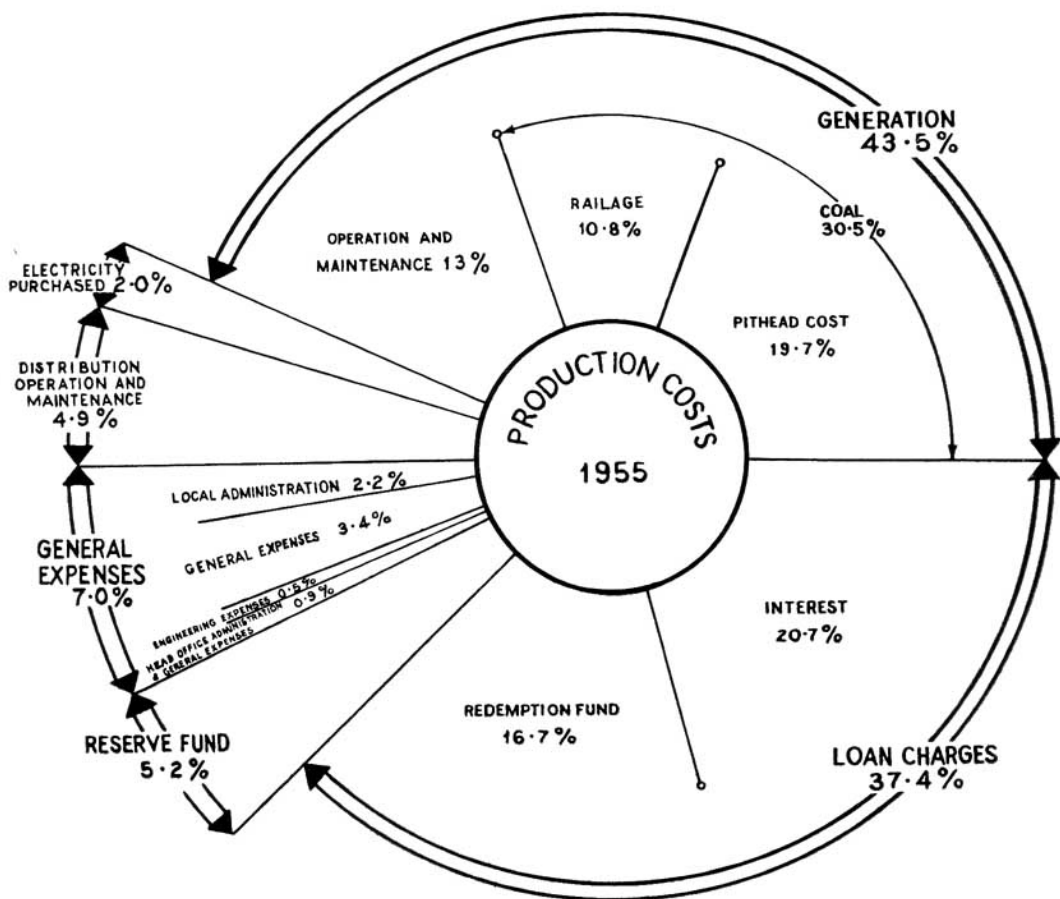 PRODUCTION COSTS
1955
GENERATION
43·5%
COAL
30·5%
RAILAGE
10·8%
PITHEAD COST
19·7%
OPERATION AND
MAINTENANCE 13%
ELECTRICITY
PURCHASED 2·0%
DISTRIBUTION
OPERATION AND
MAINTENANCE
4·9%
LOCAL ADMINISTRATION 2·2%
GENERAL EXPENSES 3·4%
ENGINEERING EXPENSES 0·5%
HEAD OFFICE ADMINISTRATION 0·9%
& GENERAL EXPENSES
GENERAL
EXPENSES
7·0%
RESERVE FUND
5·2%
REDEMPTION FUND
16·7%
INTEREST
20·7%
LOAN CHARGES
37·4%